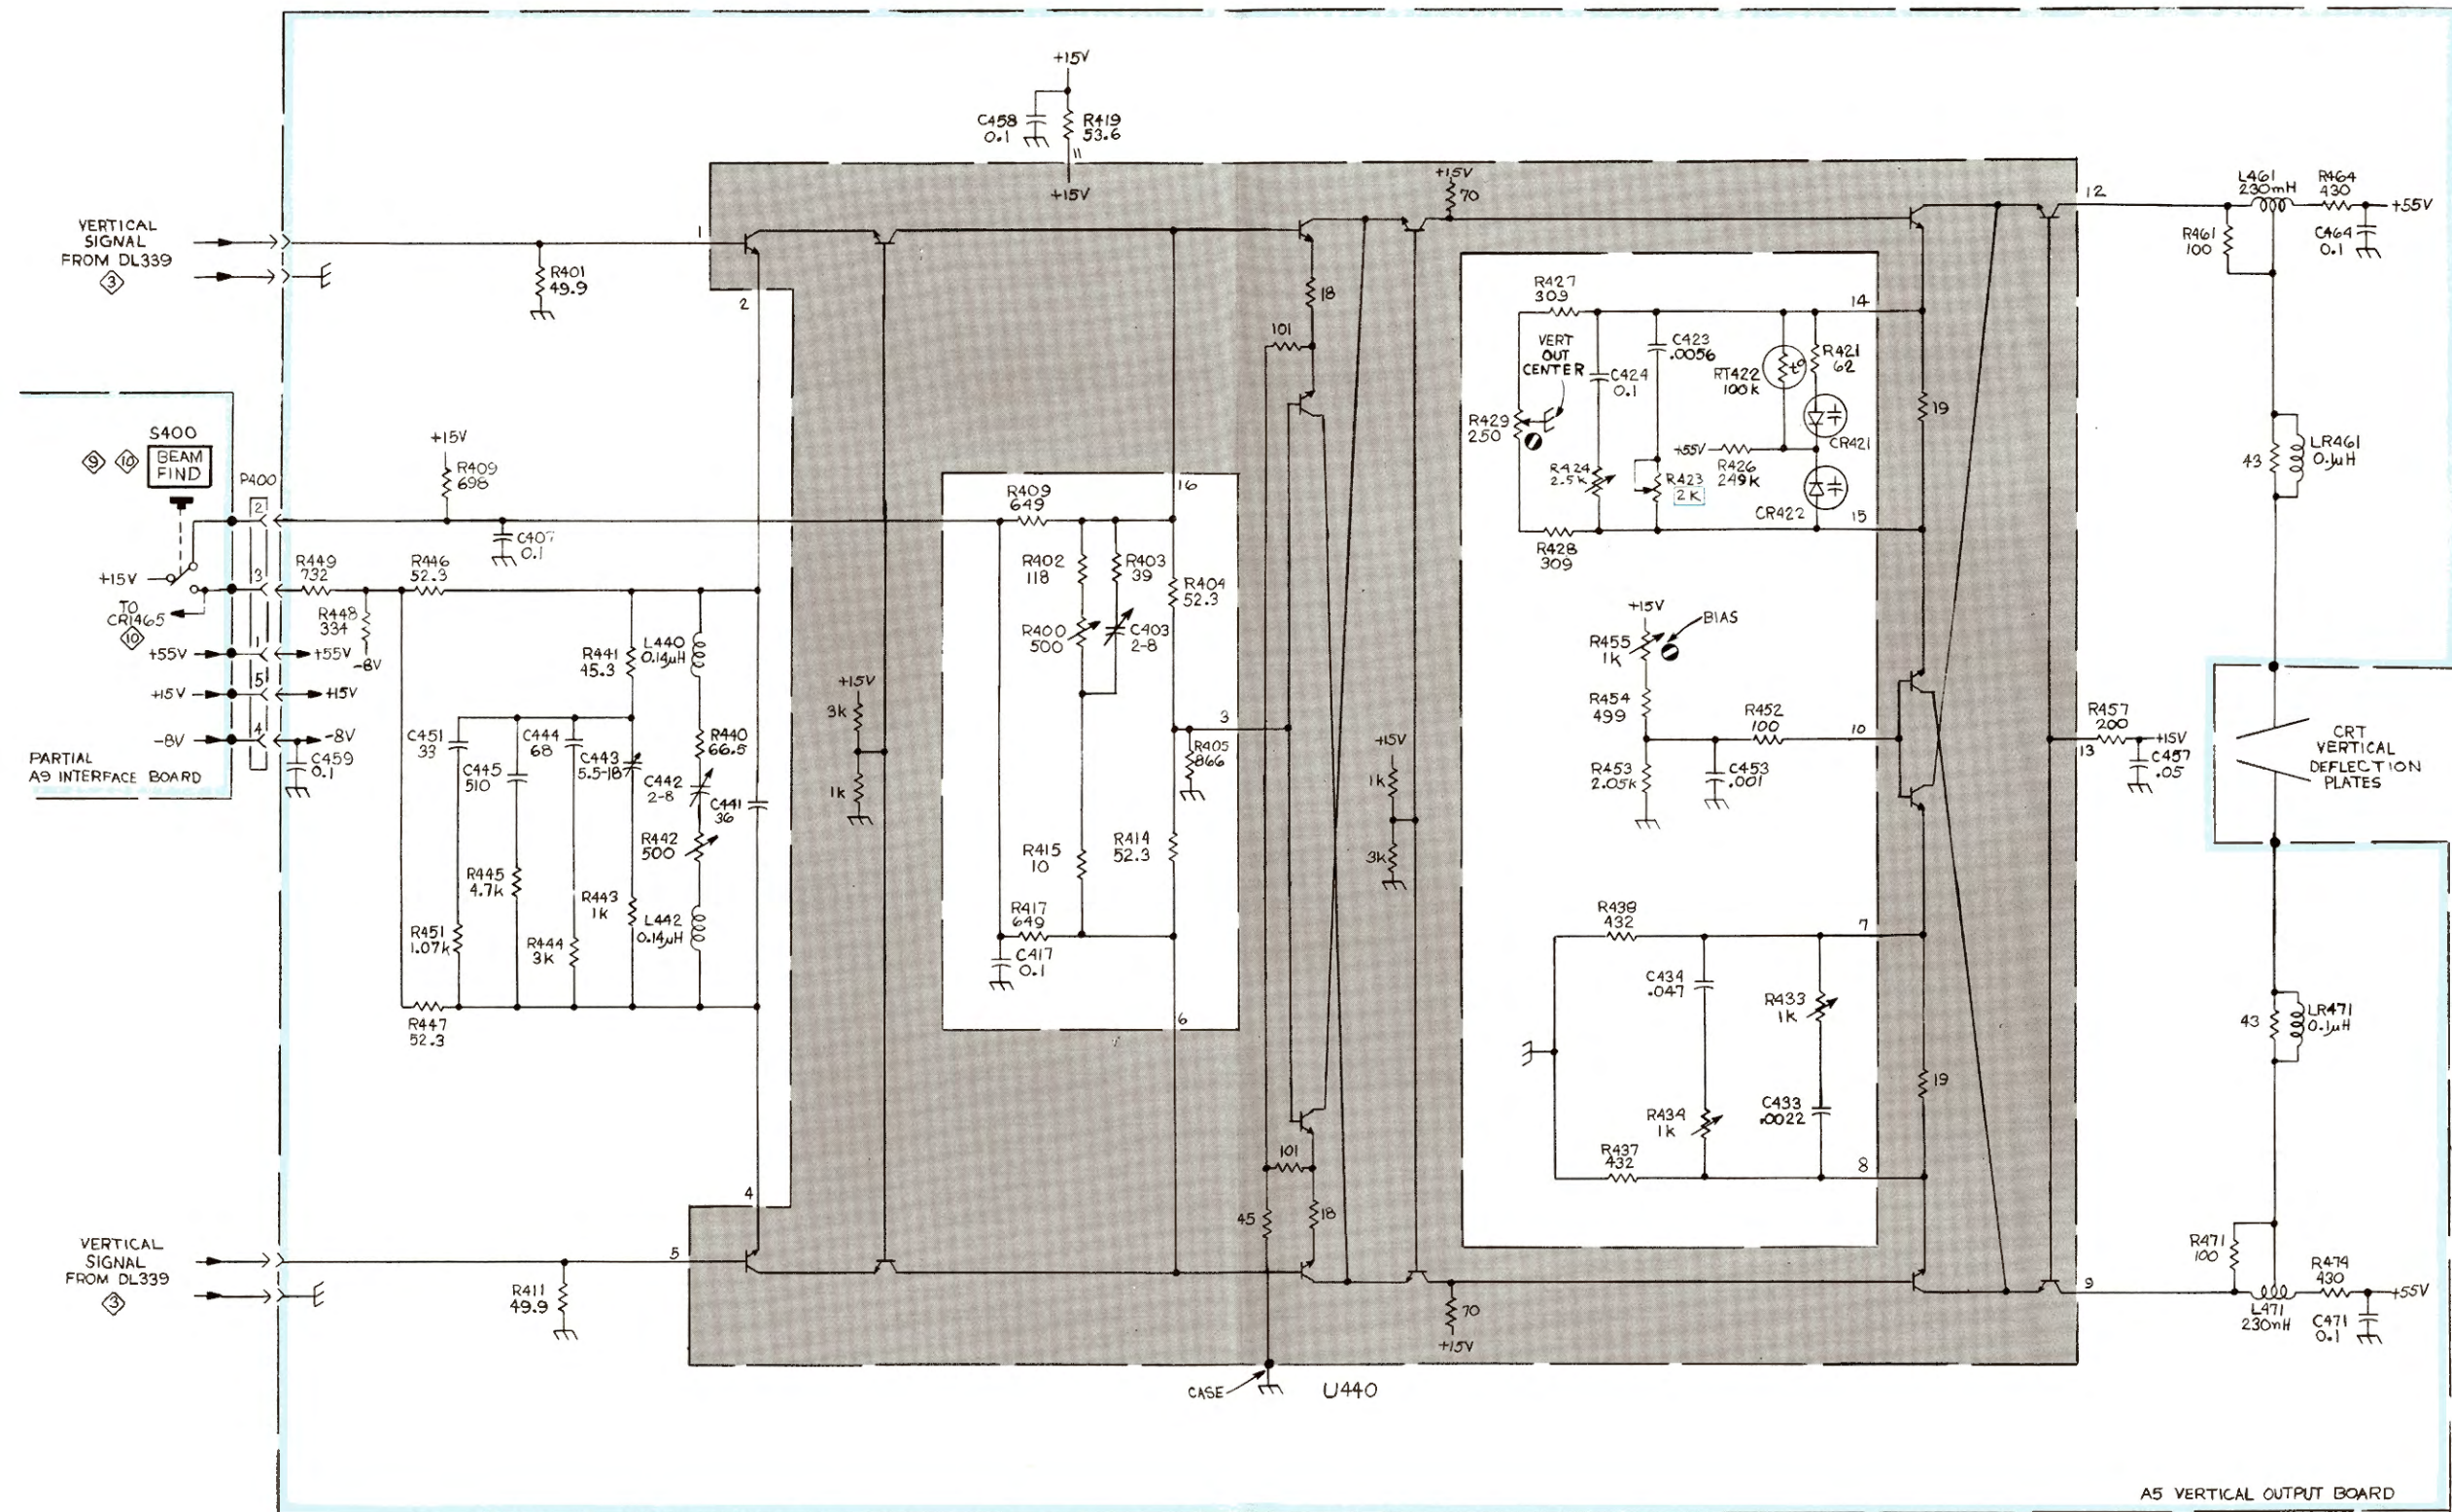 +15V
C458
0.1
R419
53.6
11
+15V
+15V
70
12
L461
230mH
R464
430
+55V
R461
100
C464
0.1
VERTICAL
SIGNAL
FROM DL339
3
1
R401
49.9
2
18
101
R427
309
14
VERT
OUT
CENTER
C423
.0056
C424
0.1
RT422
100K
t°
R421
62
R429
250
CR421
19
+55V
R424
2.5K
R423
2K
R426
249K
CR422
15
R428
309
LR461
0.1µH
43
S400
BEAM
FIND
9
10
P400
2
+15V
R409
698
C407
0.1
+15V
3
R449
732
R446
52.3
TO
CR1465
10
R448
334
-8V
1
+55V
+55V
5
+15V
+15V
4
-8V
-8V
C459
0.1
PARTIAL
A9 INTERFACE BOARD
R441
45.3
L440
0.14µH
C451
33
C444
68
C445
510
C443
5.5-18
R440
66.5
C442
2-8
C441
36
R442
500
R445
4.7K
R443
1K
L442
0.14µH
R451
1.07K
R444
3K
R447
52.3
+15V
3K
1K
16
R409
649
R402
118
R403
39
R404
52.3
R400
500
C403
2-8
3
R405
866
R415
10
R414
52.3
R417
649
C417
0.1
6
+15V
1K
3K
+15V
BIAS
R455
1K
R454
499
R452
100
10
R453
2.05K
C453
.001
R457
200
+15V
13
C457
.05
CRT
VERTICAL
DEFLECTION
PLATES
R438
432
7
C434
.047
R433
1K
R434
1K
C433
.0022
R437
432
8
19
43
LR471
0.1µH
4
101
45
18
VERTICAL
SIGNAL
FROM DL339
3
5
R411
49.9
70
+15V
9
R471
100
R474
430
+55V
L471
230nH
C471
0.1
CASE
U440
A5 VERTICAL OUTPUT BOARD